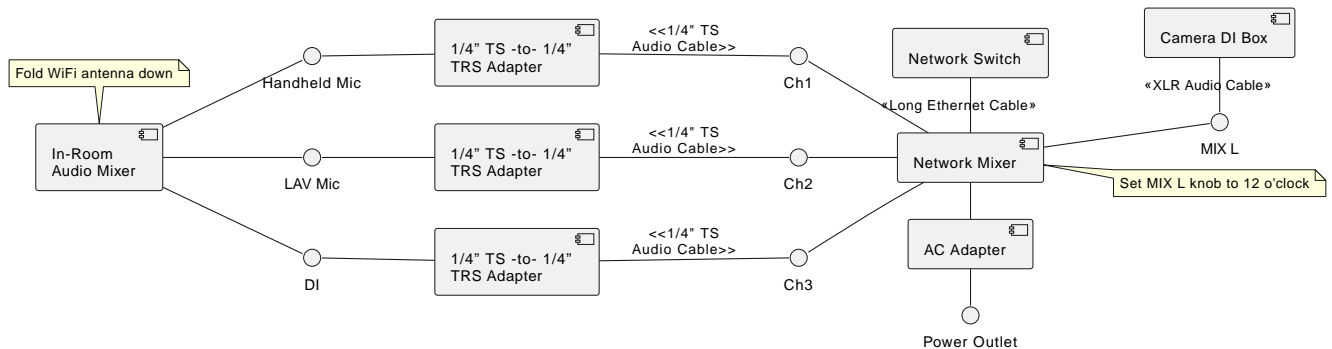 Fold WiFi antenna down
In-Room
Audio Mixer
Handheld Mic
LAV Mic
DI
1/4” TS -to- 1/4”
TRS Adapter
1/4” TS -to- 1/4”
TRS Adapter
1/4” TS -to- 1/4”
TRS Adapter
<<1/4" TS
Audio Cable>>
<<1/4" TS
Audio Cable>>
<<1/4" TS
Audio Cable>>
Ch1
Ch2
Ch3
Network Switch
«Long Ethernet Cable»
Network Mixer
AC Adapter
Power Outlet
Camera DI Box
«XLR Audio Cable»
MIX L
Set MIX L knob to 12 o'clock